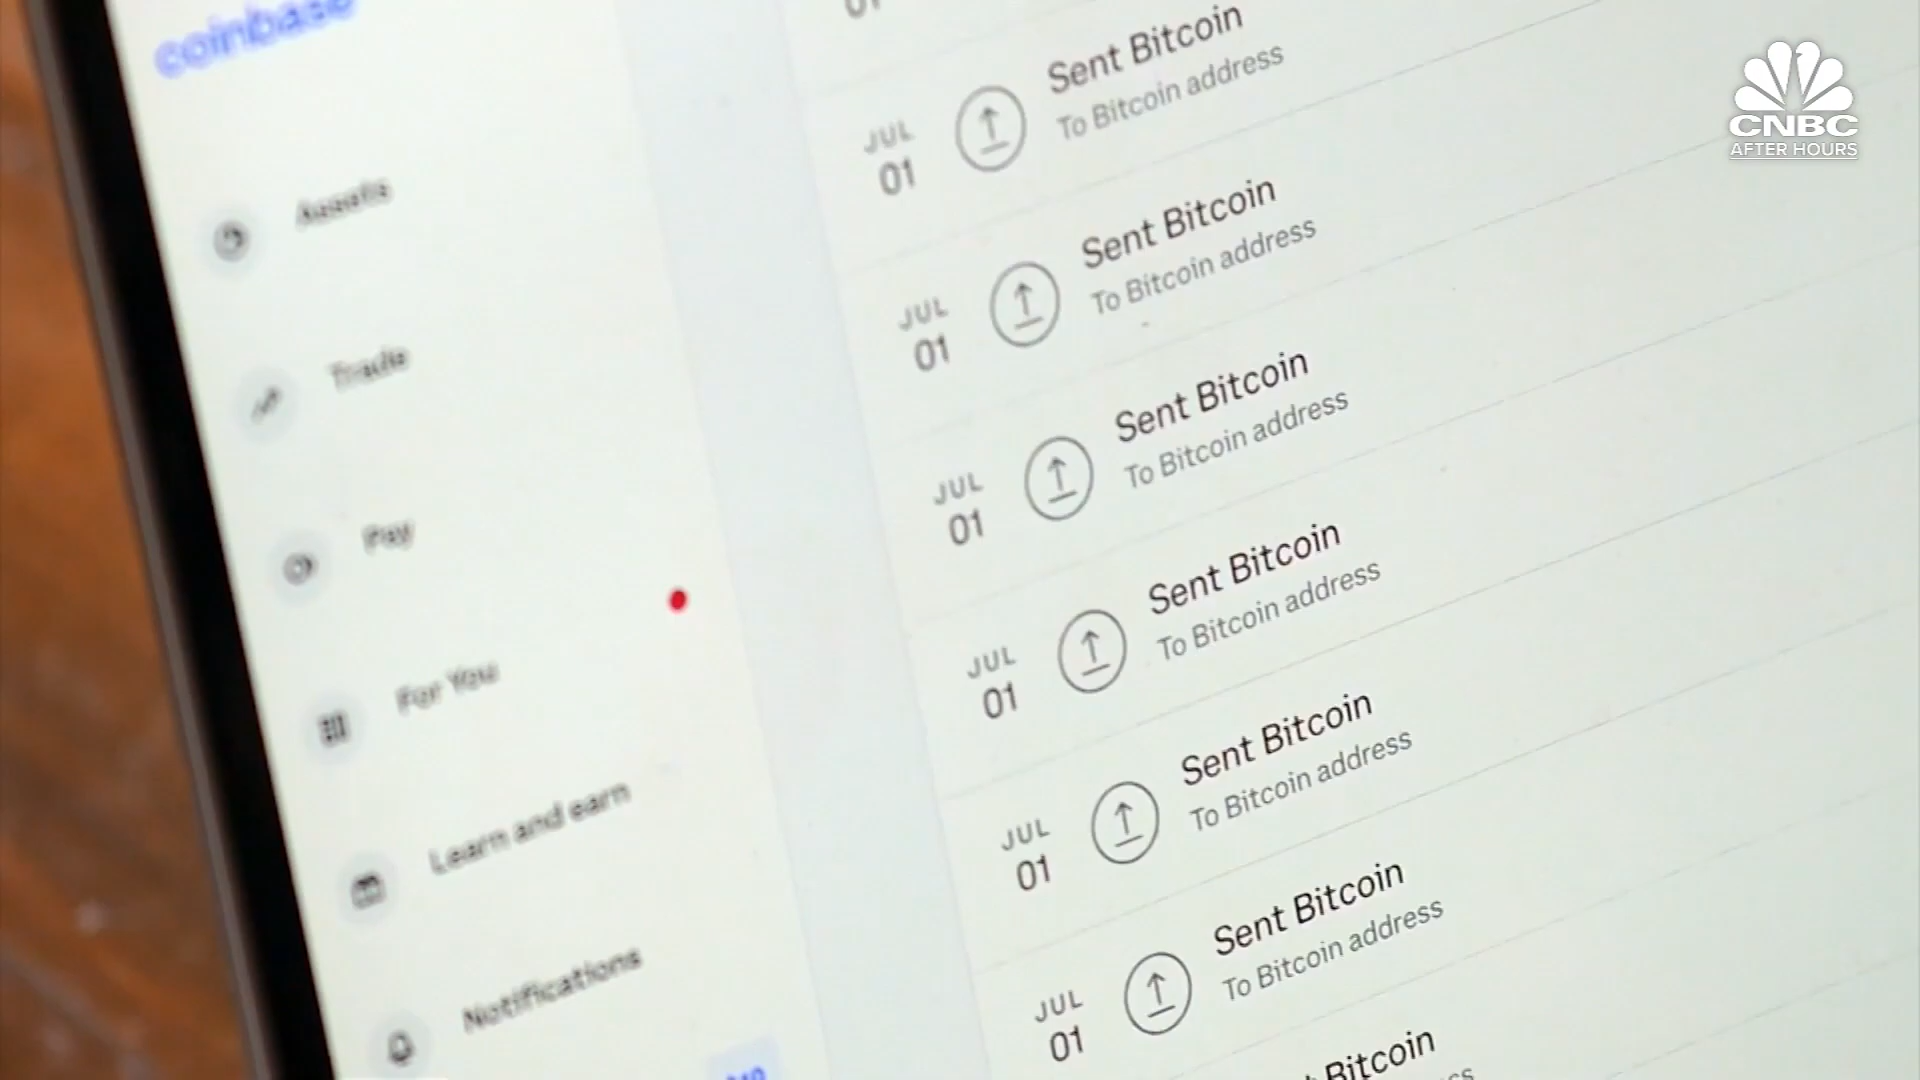 coinbase
Assets
Trade
Pay
For You
Learn and earn
Notifications
01
JUL
01
Sent Bitcoin
To Bitcoin address
JUL
01
Sent Bitcoin
To Bitcoin address
JUL
01
Sent Bitcoin
To Bitcoin address
JUL
01
Sent Bitcoin
To Bitcoin address
JUL
01
Sent Bitcoin
To Bitcoin address
JUL
01
Sent Bitcoin
To Bitcoin address
Bitcoin
CNBC
AFTER HOURS